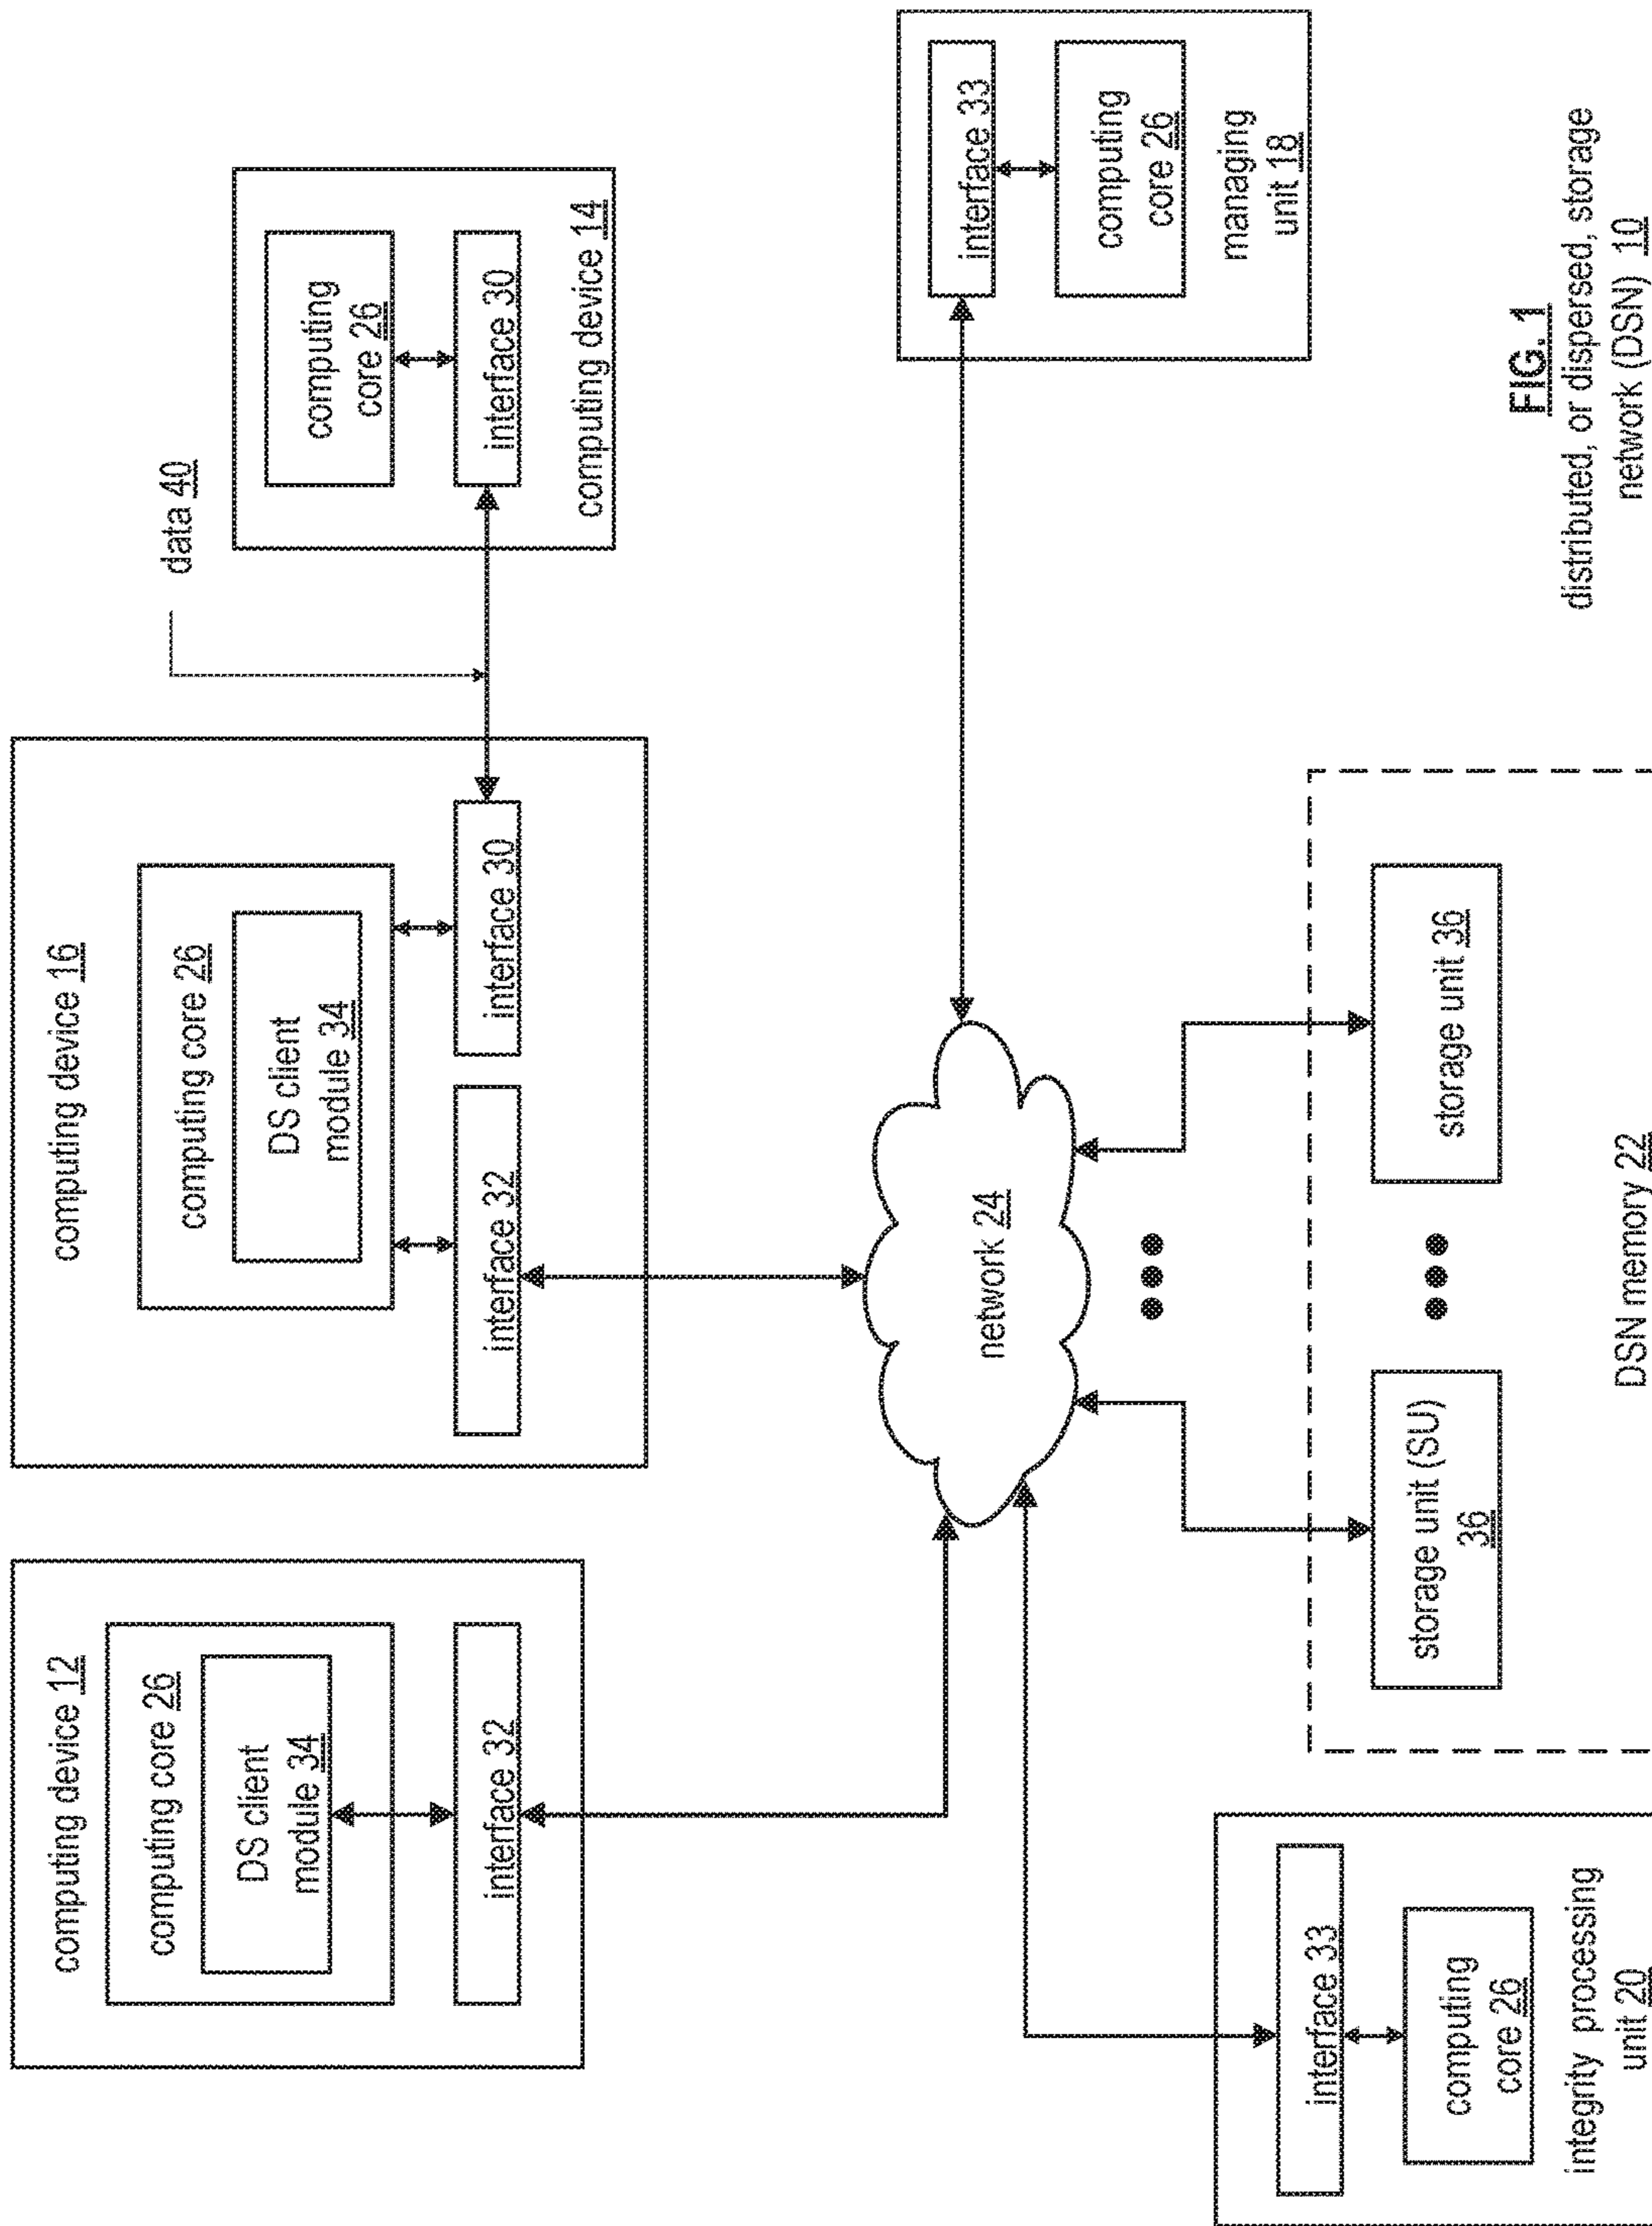 computing device 12
computing core 26
DS client
module 34
interface 32
computing device 16
computing core 26
DS client
module 34
interface 32
interface 30
data 40
computing
core 26
interface 30
computing device 14
network 24
interface 33
computing
core 26
managing
unit 18
interface 33
computing
core 26
integrity processing
unit 20
storage unit (SU)
36
storage unit 36
DSN memory 22
FIG. 1
distributed, or dispersed, storage
network (DSN) 10